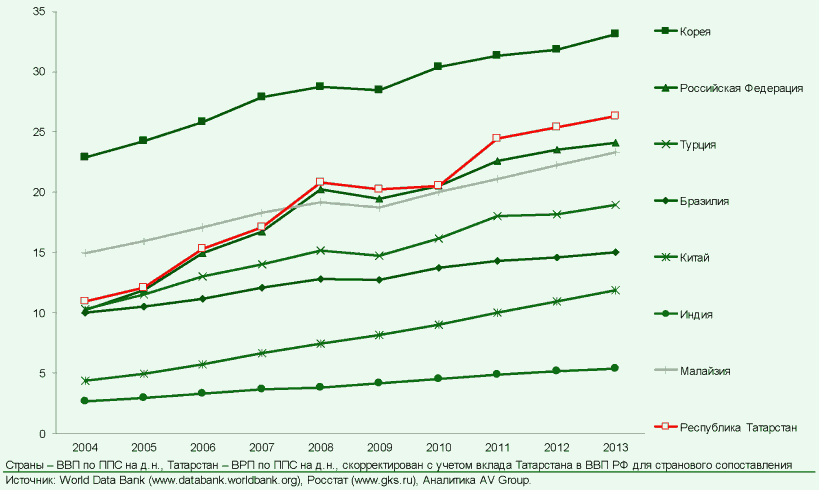 35
30
25
20
15
10
5
0
2004 2005 2006 2007 2008 2009 2010 2011 2012 2013
Корея
Российская Федерация
Турция
Бразилия
Китай
Индия
Малайзия
Республика Татарстан
Страны – ВВП по ППС на д.н., Татарстан – ВРП по ППС на д.н., скорректирован с учетом вклада Татарстана в ВВП РФ для странового сопоставления
Источник: World Data Bank (www.databank.worldbank.org), Росстат (www.gks.ru), Аналитика AV Group.